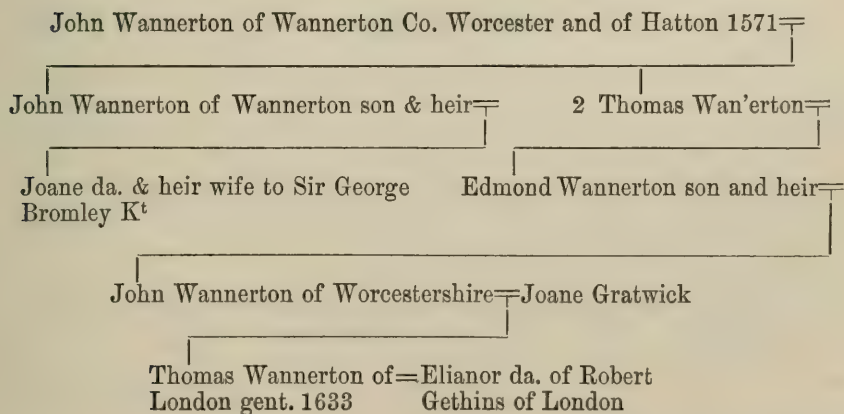 John Wannerton of Wannerton Co. Worcester and of Hatton 1571
John Wannerton of Wannerton son & heir
2 Thomas Wan'erton
Joane da. & heir wife to Sir George
Bromley Kt
Edmond Wannerton son and heir
John Wannerton of Worcestershire=Joane Gratwick
Thomas Wannerton of=Elianor da. of Robert
London gent. 1633 Gethins of London